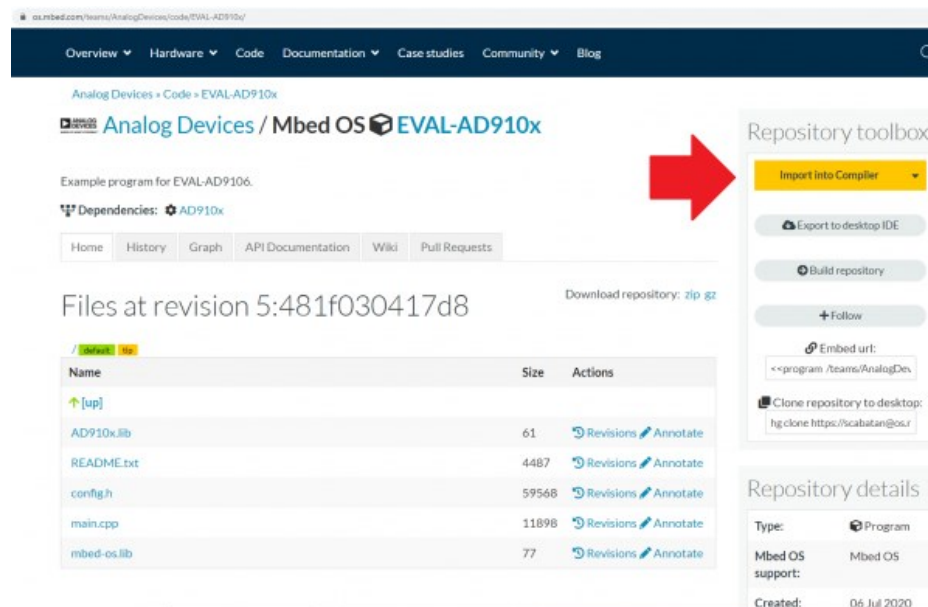 os.mbed.com/teams/AnalogDevices/code/EVAL-AD910x/
Overview Hardware Code Documentation Case studies Community Blog
Analog Devices » Code » EVAL-AD910x
ANALOG DEVICES Analog Devices / Mbed OS EVAL-AD910x
Example program for EVAL-AD9106.
Dependencies: AD910x
Home History Graph API Documentation Wiki Pull Requests
Files at revision 5:481f030417d8
Download repository: zip gz
/ default tip
Name Size Actions
[up]
AD910x.lib 61 Revisions Annotate
README.txt 4487 Revisions Annotate
config.h 59568 Revisions Annotate
main.cpp 11898 Revisions Annotate
mbed-os.lib 77 Revisions Annotate
Repository toolbox
Import into Compiler
Export to desktop IDE
Build repository
+Follow
Embed url:
<<program /teams/AnalogDev
Clone repository to desktop:
hg clone https://scabatan@os.r
Repository details
Type: Program
Mbed OS support: Mbed OS
Created: 06 Jul 2020